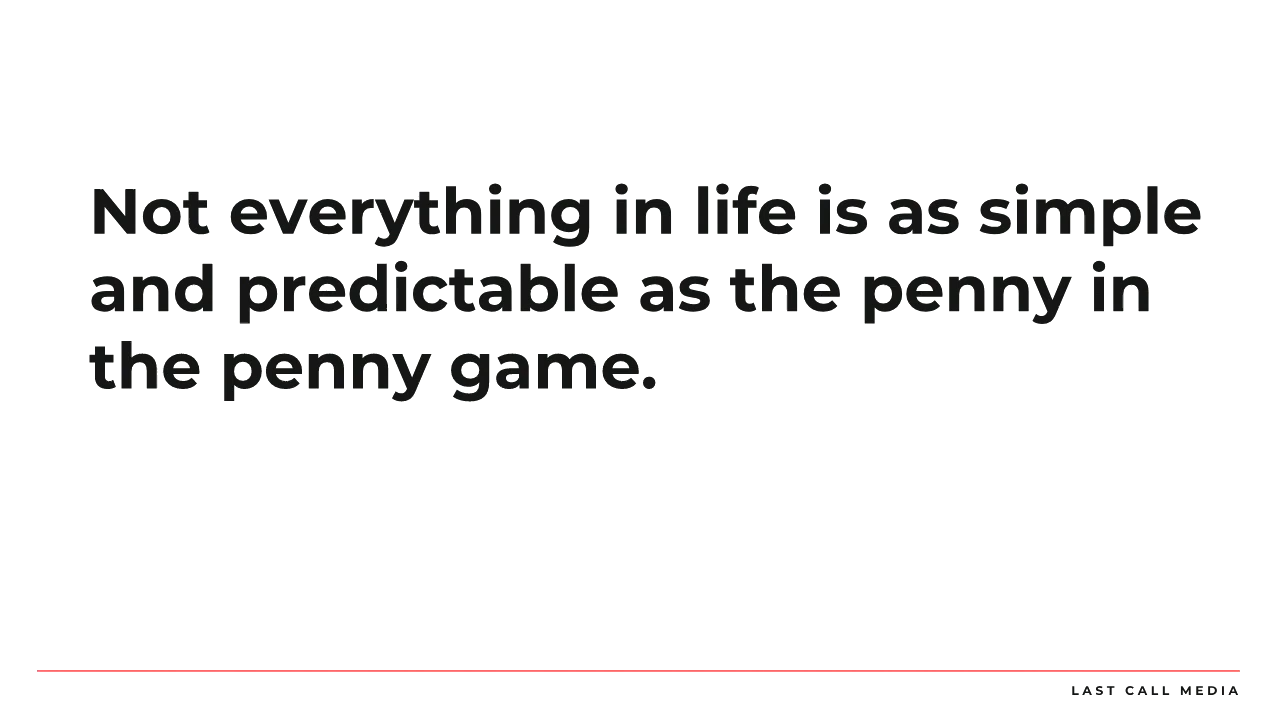 Not everything in life is as simple
and predictable as the penny in
the penny game.
LAST CALL MEDIA